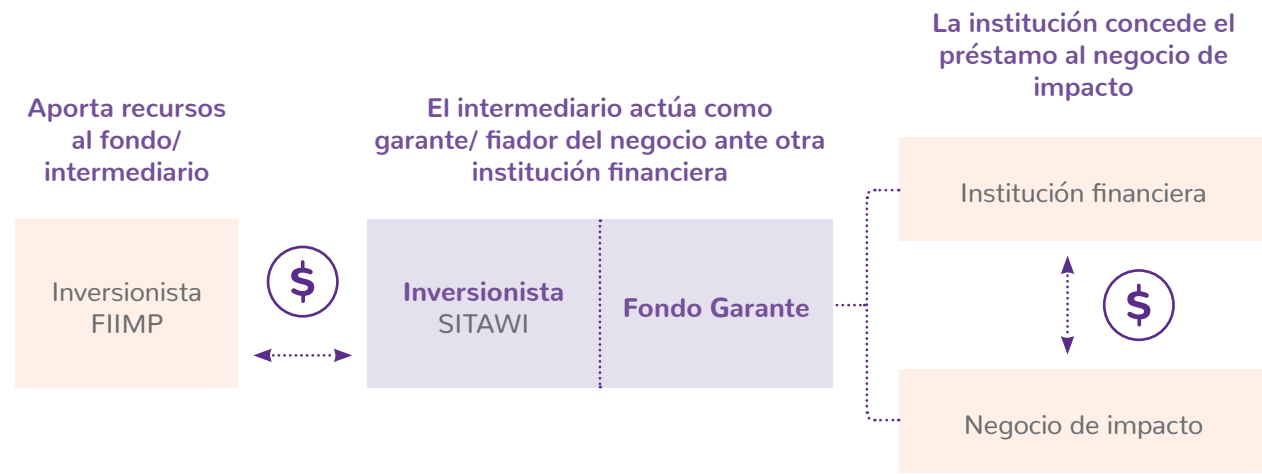 Aporta recursos
al fondo/
intermediario
Inversionista
FIIMP
$
El intermediario actúa como
garante/ fiador del negocio ante otra
institución financiera
Inversionista
SITAWI
Fondo Garante
La institución concede el
préstamo al negocio de
impacto
Institución financiera
$
Negocio de impacto